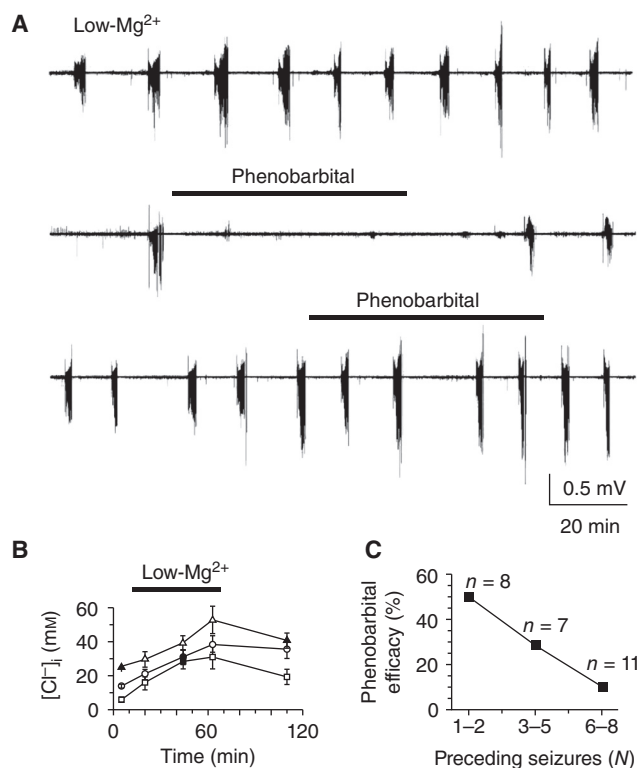 A
Low-Mg²⁺
Phenobarbital
Phenobarbital
0.5 mV
20 min
B
Low-Mg²⁺
[Cl⁻]ᵢ (mM)
60
40
20
0
0
60
120
Time (min)
C
Phenobarbital
efficacy (%)
60
40
20
0
n = 8
n = 7
n = 11
1–2
3–5
6–8
Preceding seizures (N)